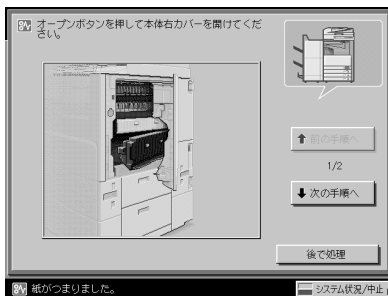 オープンボタンを押して本体右カバーを開けてくだ
さい。
前の手順へ
1/2
次の手順へ
後で処理
紙がつまりました。
システム状況/中止